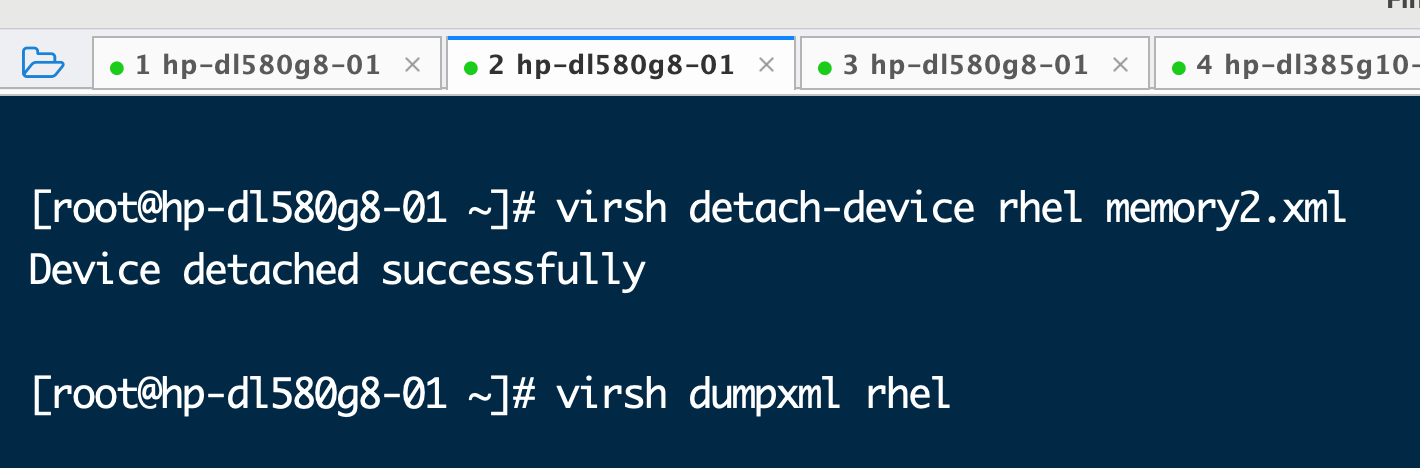 1 hp-dl580g8-01 ×
2 hp-dl580g8-01 ×
3 hp-dl580g8-01 ×
4 hp-dl385g10-
[root@hp-dl580g8-01 ~]# virsh detach-device rhel memory2.xml
Device detached successfully
[root@hp-dl580g8-01 ~]# virsh dumpxml rhel